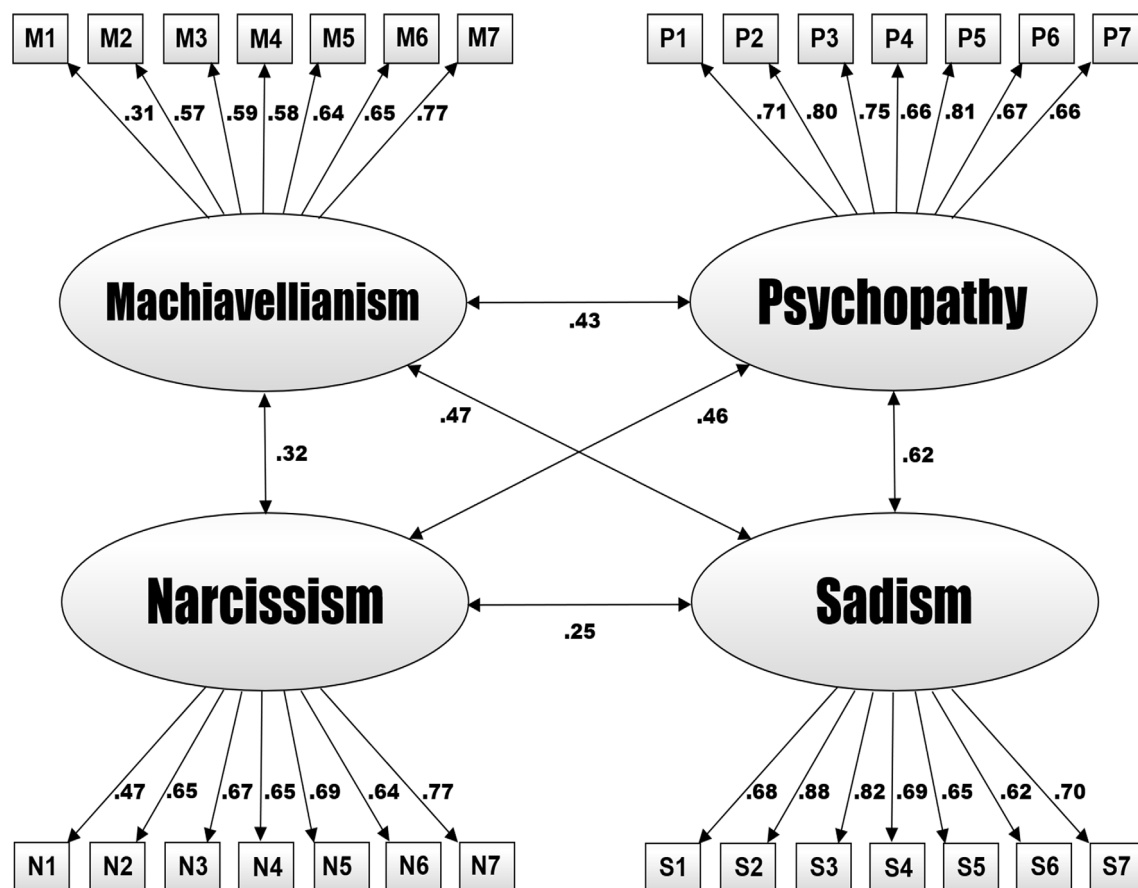 M1 M2 M3 M4 M5 M6 M7
P1 P2 P3 P4 P5 P6 P7
.31 .57 .59 .58 .64 .65 .77
.71 .80 .75 .66 .81 .67 .66
Machiavellianism
Psychopathy
.43
.47
.46
.32
.62
Narcissism
Sadism
.25
.47 .65 .67 .65 .69 .64 .77
.68 .88 .82 .69 .65 .62 .70
N1 N2 N3 N4 N5 N6 N7
S1 S2 S3 S4 S5 S6 S7